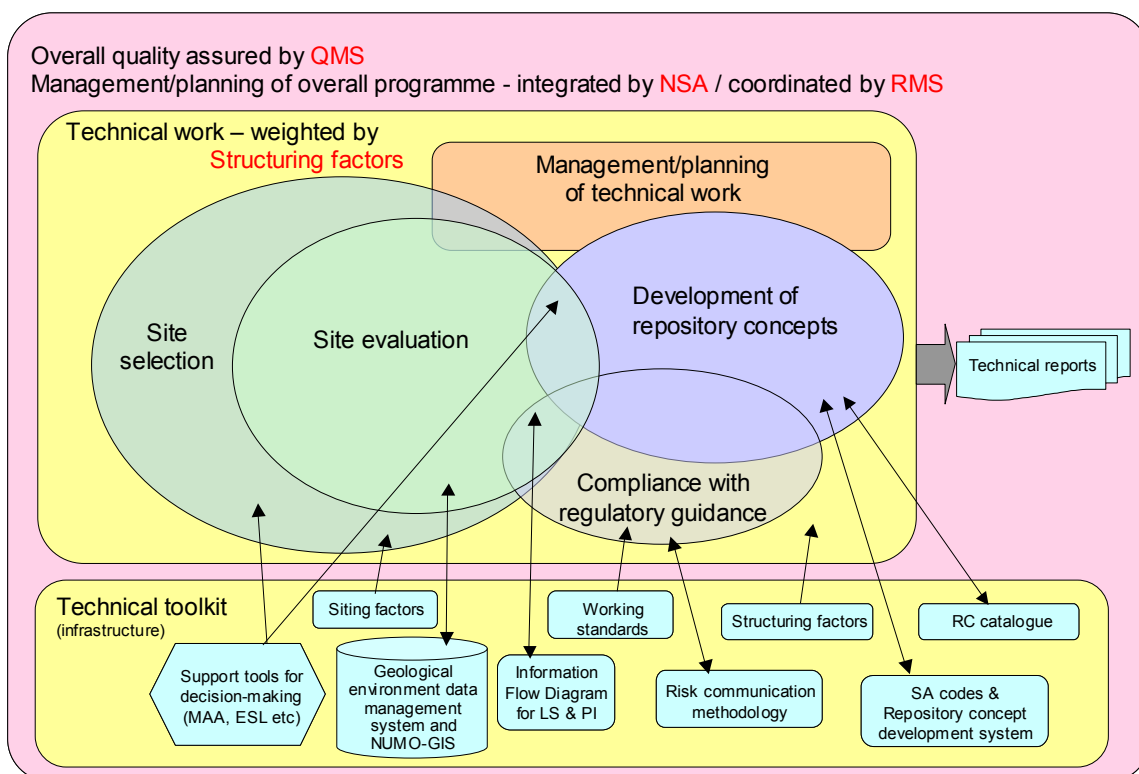 Overall quality assured by QMS
Management/planning of overall programme - integrated by NSA / coordinated by RMS
Technical work – weighted by
Structuring factors
Management/planning
of technical work
Site
selection
Site evaluation
Development of
repository concepts
Compliance with
regulatory guidance
Technical reports
Technical toolkit
(infrastructure)
Siting factors
Working
standards
Structuring factors
RC catalogue
Support tools for
decision-making
(MAA, ESL etc)
Geological
environment data
management
system and
NUMO-GIS
Information
Flow Diagram
for LS & PI
Risk communication
methodology
SA codes &
Repository concept
development system